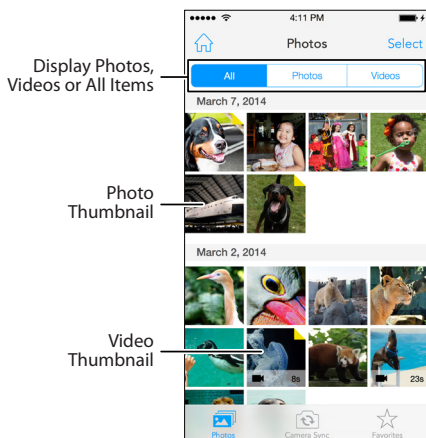 4:11 PM
Photos
Select
Display Photos,
Videos or All Items
All
Photos
Videos
March 7, 2014
Photo
Thumbnail
March 2, 2014
Video
Thumbnail
8s
23s
Photos
Camera Sync
Favorites